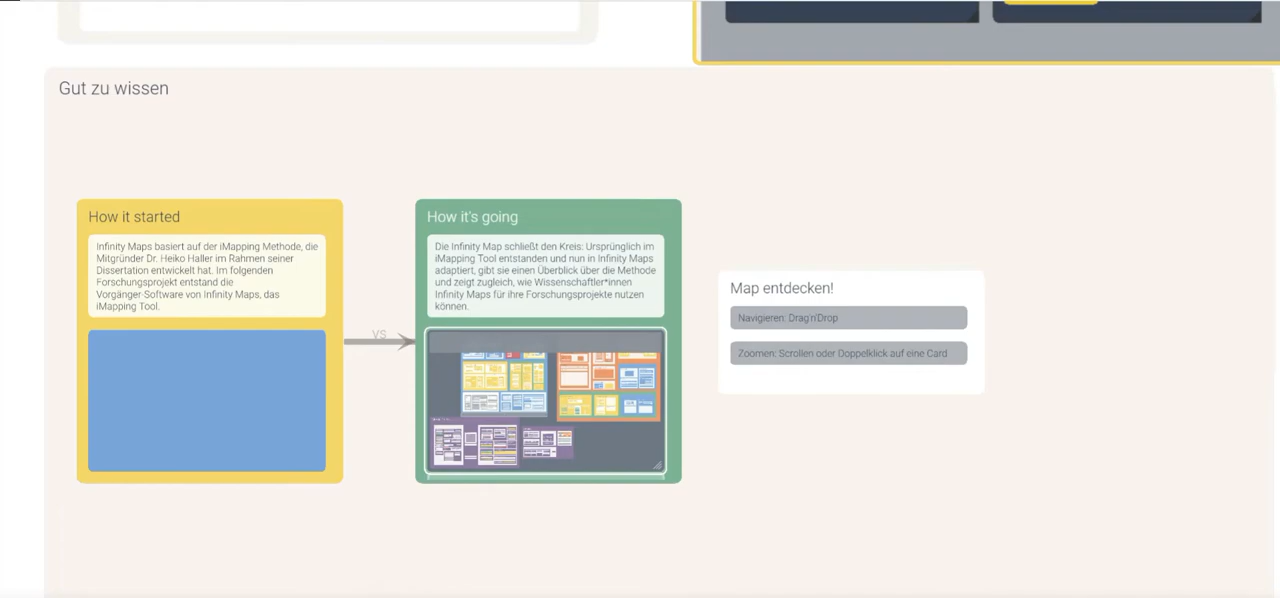 Gut zu wissen
How it started
Infinity Maps basiert auf der iMapping Methode, die
Mitgründer Dr. Heiko Haller im Rahmen seiner
Dissertation entwickelt hat. Im folgenden
Forschungsprojekt entstand die
Vorgänger-Software von Infinity Maps, das
iMapping Tool.
VS
How it's going
Die Infinity Map schließt den Kreis: Ursprünglich im
iMapping Tool entstanden und nun in Infinity Maps
adaptiert, gibt sie einen Überblick über die Methode
und zeigt zugleich, wie Wissenschaftler*innen
Infinity Maps für ihre Forschungsprojekte nutzen
können.
Map entdecken!
Navigieren: Drag'n'Drop
Zoomen: Scrollen oder Doppelklick auf eine Card